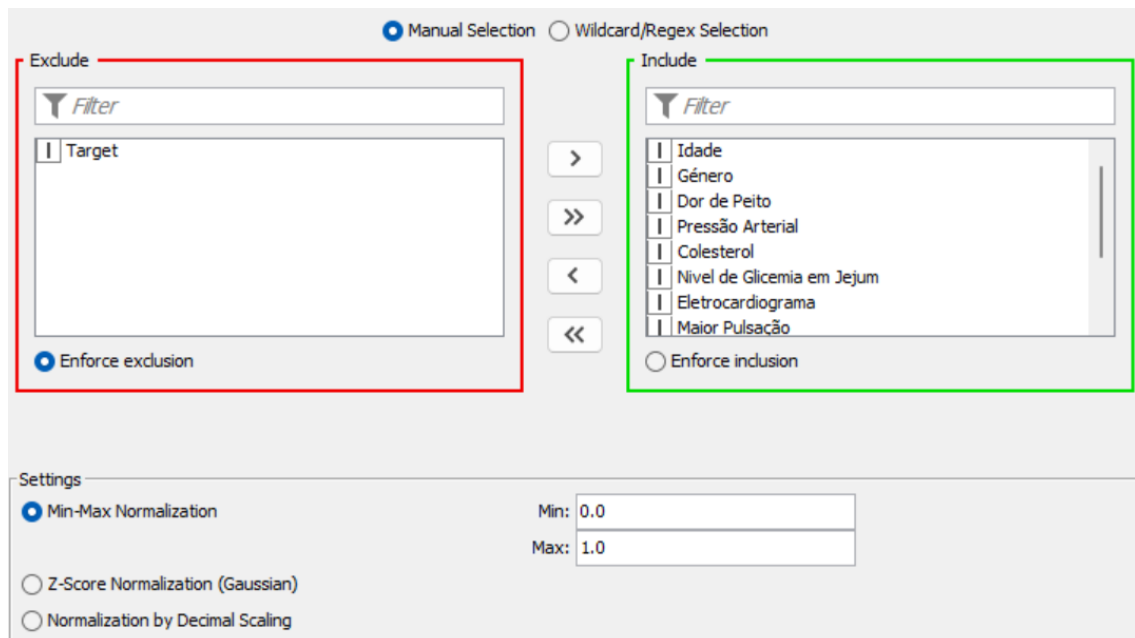 Manual Selection Wildcard/Regex Selection
Exclude
Include
Filter
Filter
I Target
> 
>>
<
<<
I Idade
I Género
I Dor de Peito
I Pressão Arterial
I Colesterol
I Nivel de Glicemia em Jejum
I Eletrocardiograma
I Maior Pulsação
Enforce exclusion
Enforce inclusion
Settings
Min-Max Normalization
Min: 0.0
Max: 1.0
Z-Score Normalization (Gaussian)
Normalization by Decimal Scaling